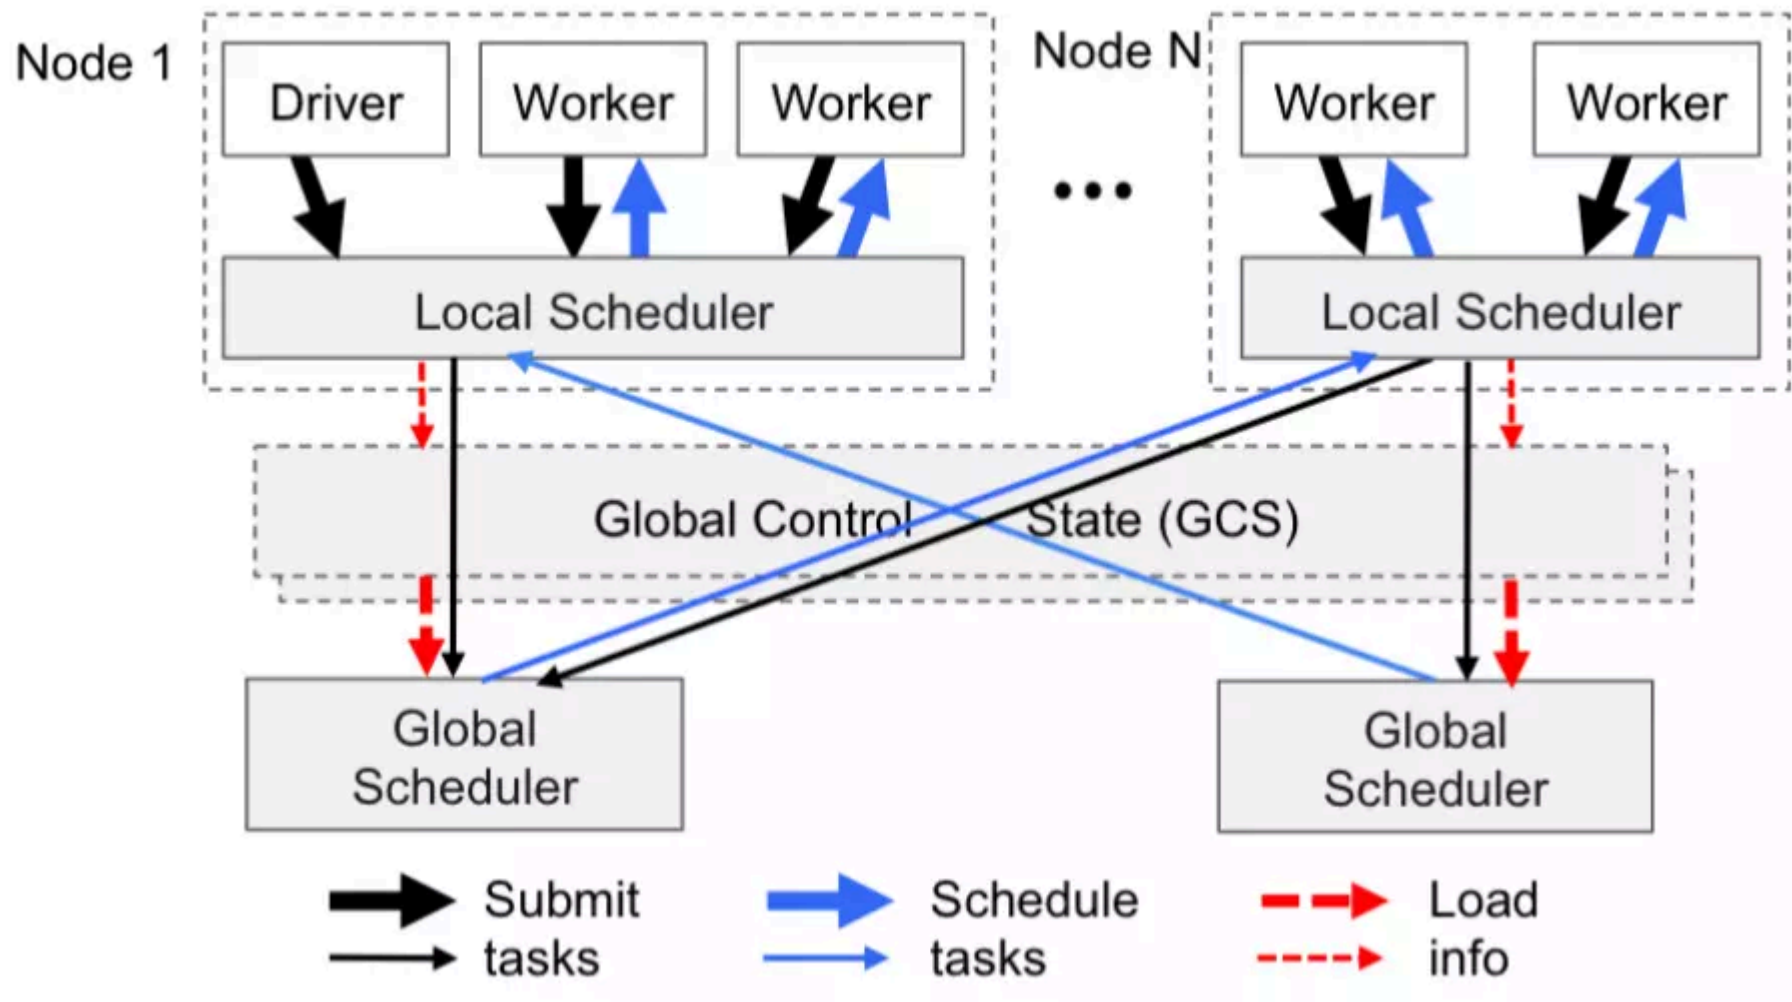 Node 1
Driver
Worker
Worker
Node N
Worker
Worker
Local Scheduler
Local Scheduler
Global Control State (GCS)
Global
Scheduler
Global
Scheduler
Submit
tasks
Schedule
tasks
Load
info